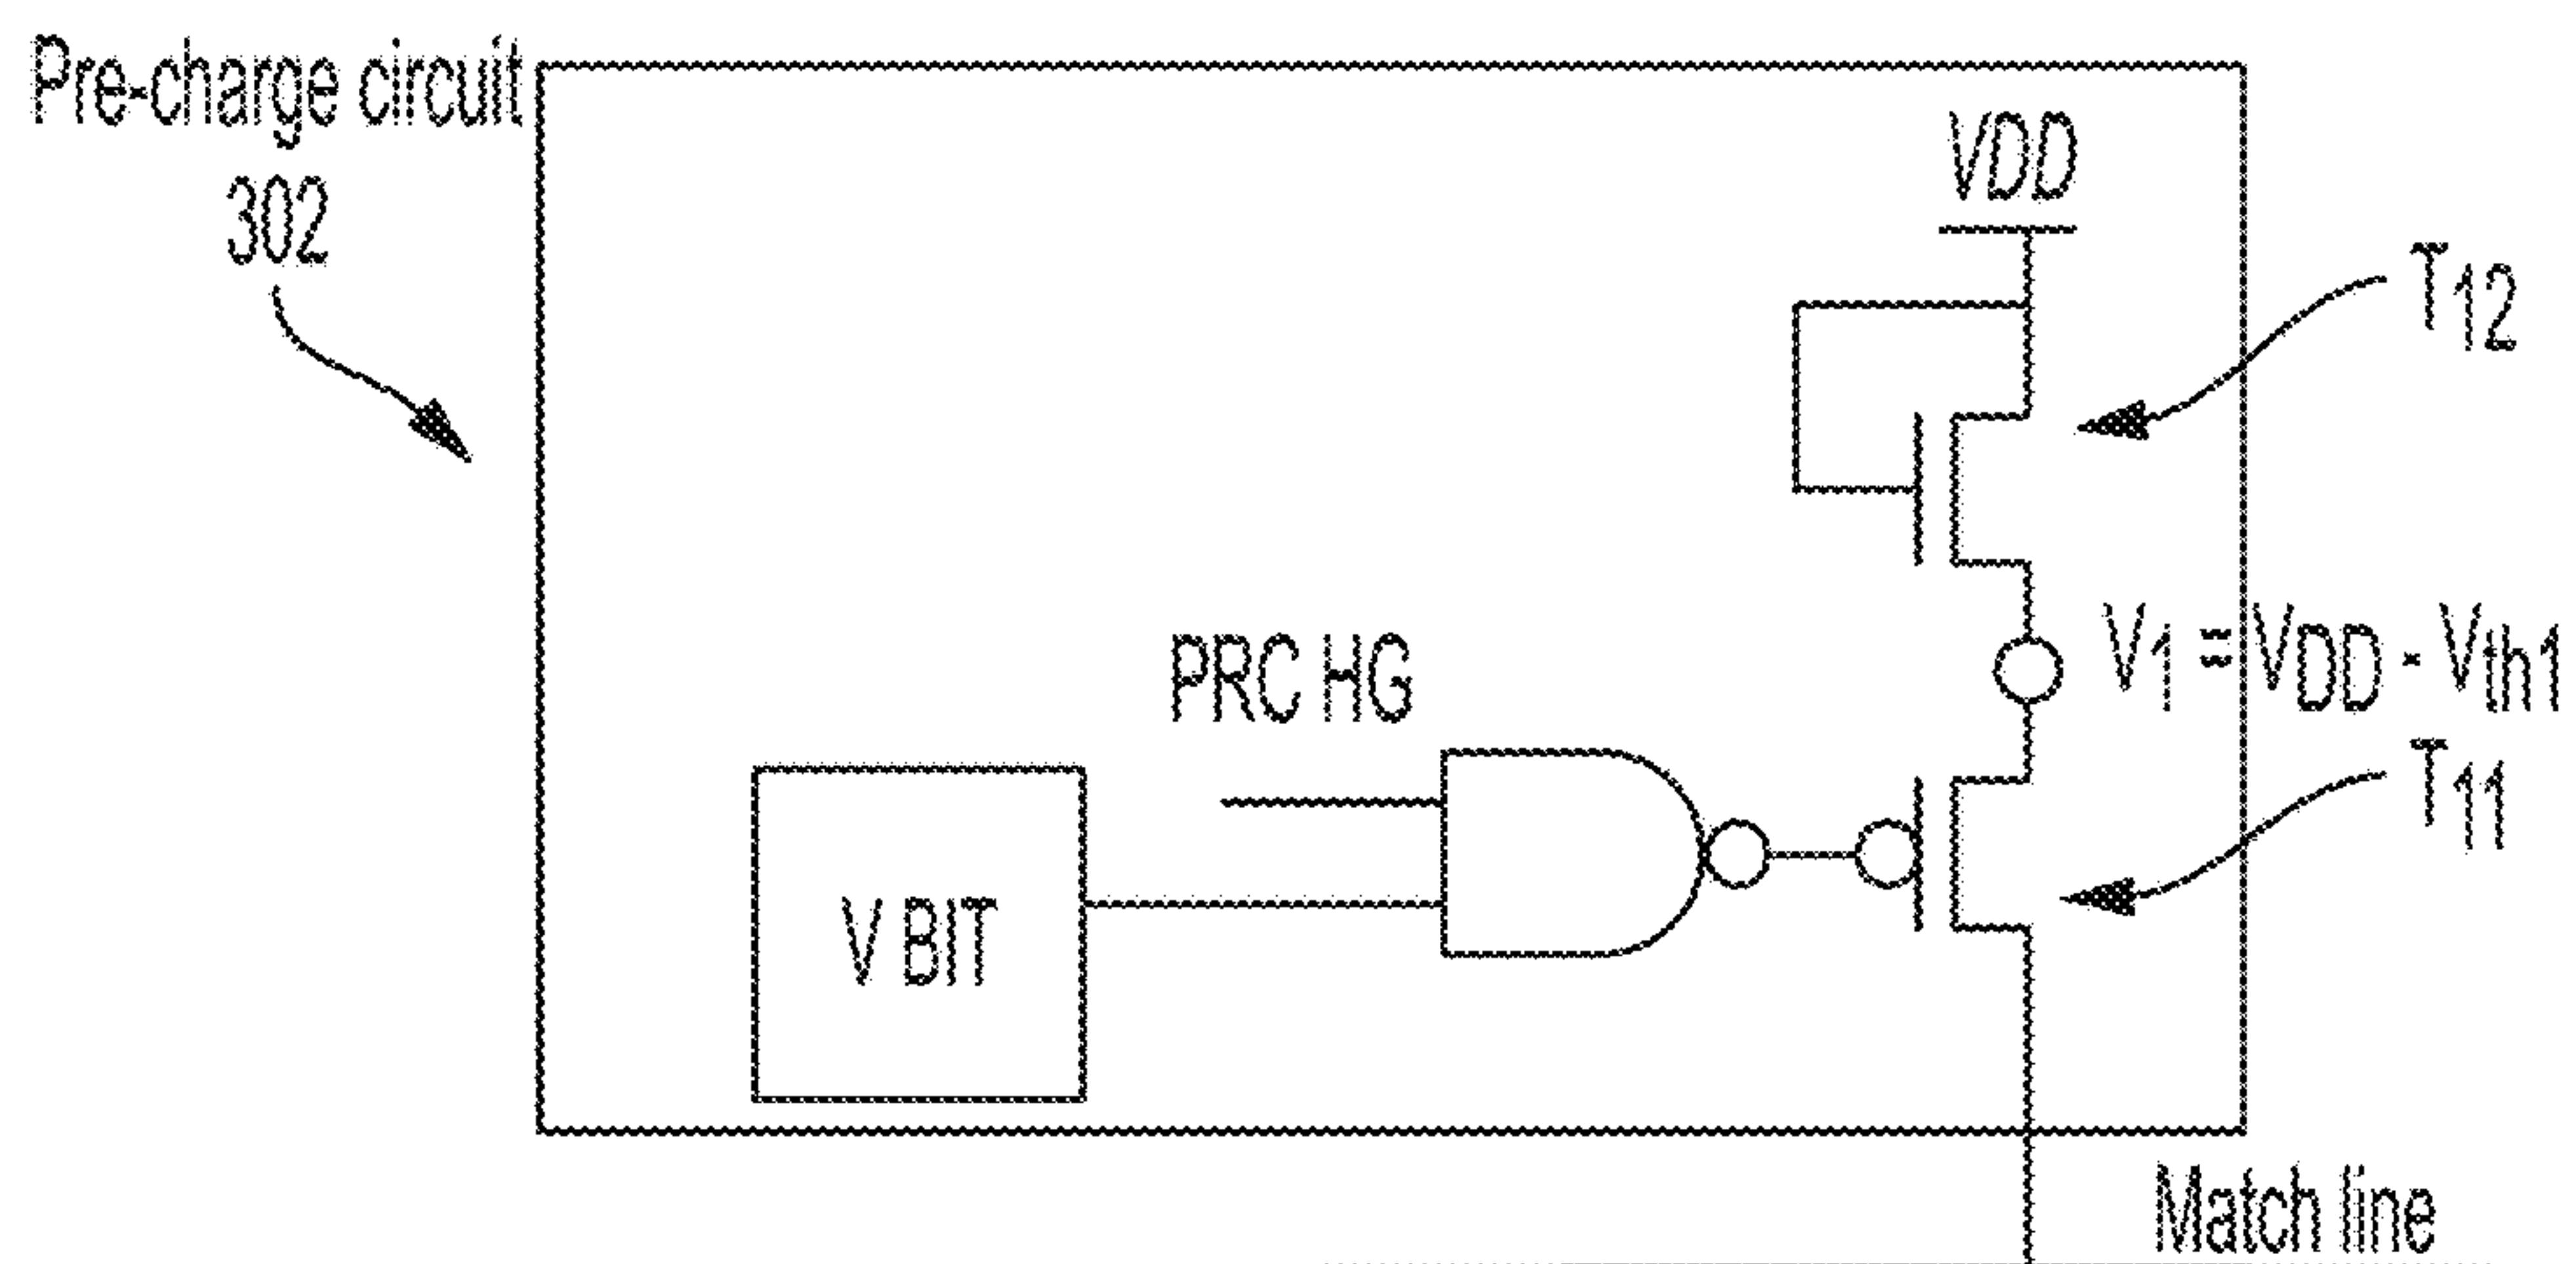 Pre-charge circuit
302
VDD
T12
V1 = VDD - Vth1
PRC HG
T11
V BIT
Match line